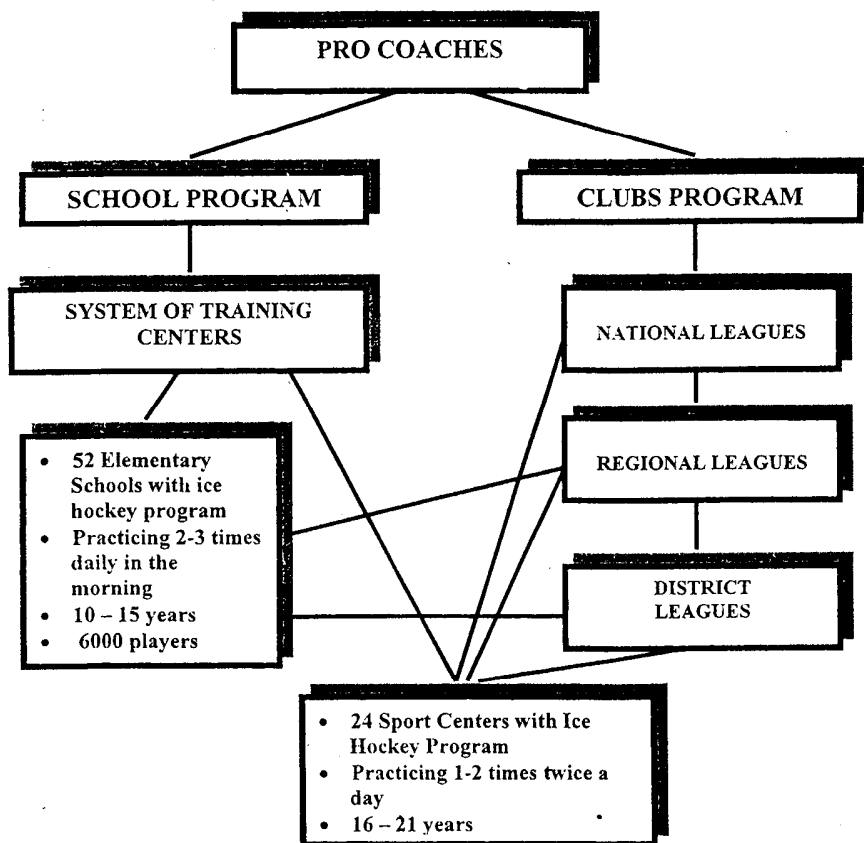 PRO COACHES
SCHOOL PROGRAM
CLUBS PROGRAM
SYSTEM OF TRAINING
CENTERS
NATIONAL LEAGUES
• 52 Elementary
Schools with ice
hockey program
• Practicing 2-3 times
daily in the
morning
• 10 – 15 years
• 6000 players
REGIONAL LEAGUES
DISTRICT
LEAGUES
• 24 Sport Centers with Ice
Hockey Program
• Practicing 1-2 times twice a
day
• 16 – 21 years